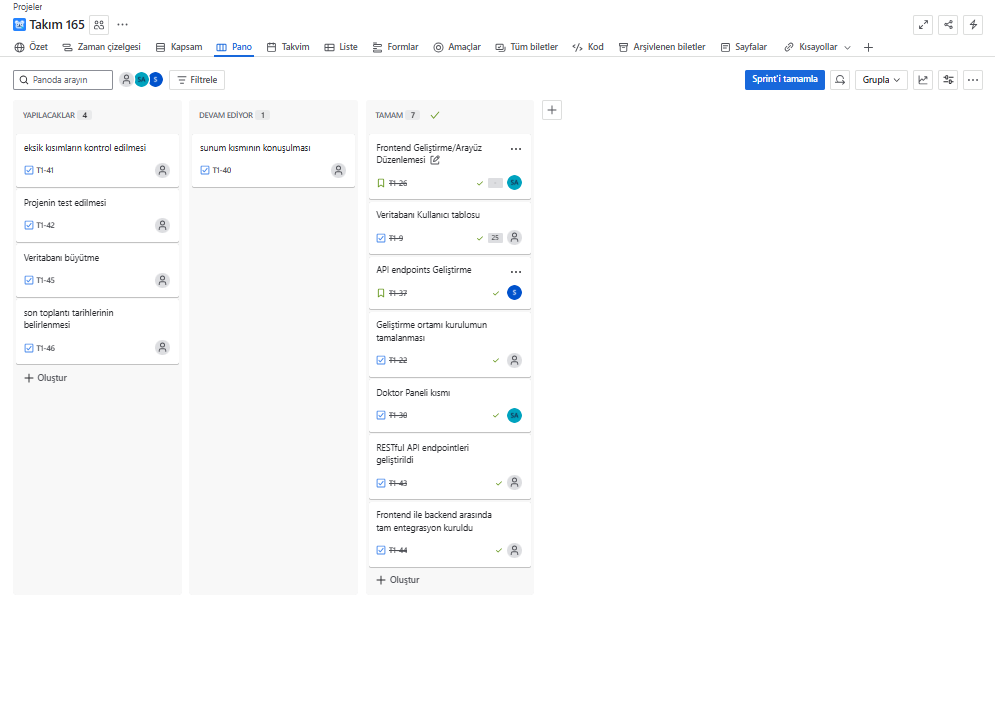 Projeler
Takım 165
Özet Zaman çizelgesi Kapsam Pano Takvim Liste Formlar Amaçlar Tüm biletler Kod Arşivlenen biletler Sayfalar Kısayollar
Panoda arayın SA S Filtrele Sprint'i tamamla Grupla
YAPILACAKLAR 4
eksik kısımların kontrol edilmesi
T1-41
Projenin test edilmesi
T1-42
Veritabanı büyütme
T1-45
son toplantı tarihlerinin
belirlenmesi
T1-46
Oluştur
DEVAM EDİYOR 1
sunum kısmının konuşulması
T1-40
TAMAM 7
Frontend Geliştirme/Arayüz
Düzenlemesi
T1-26 - SA
Veritabanı Kullanıcı tablosu
T1-9 25
API endpoints Geliştirme
T1-37 S
Geliştirme ortamı kurulumun
tamalanması
T1-22
Doktor Paneli kısmı
T1-30 SA
RESTful API endpointleri
geliştirildi
T1-43
Frontend ile backend arasında
tam entegrasyon kuruldu
T1-44
Oluştur